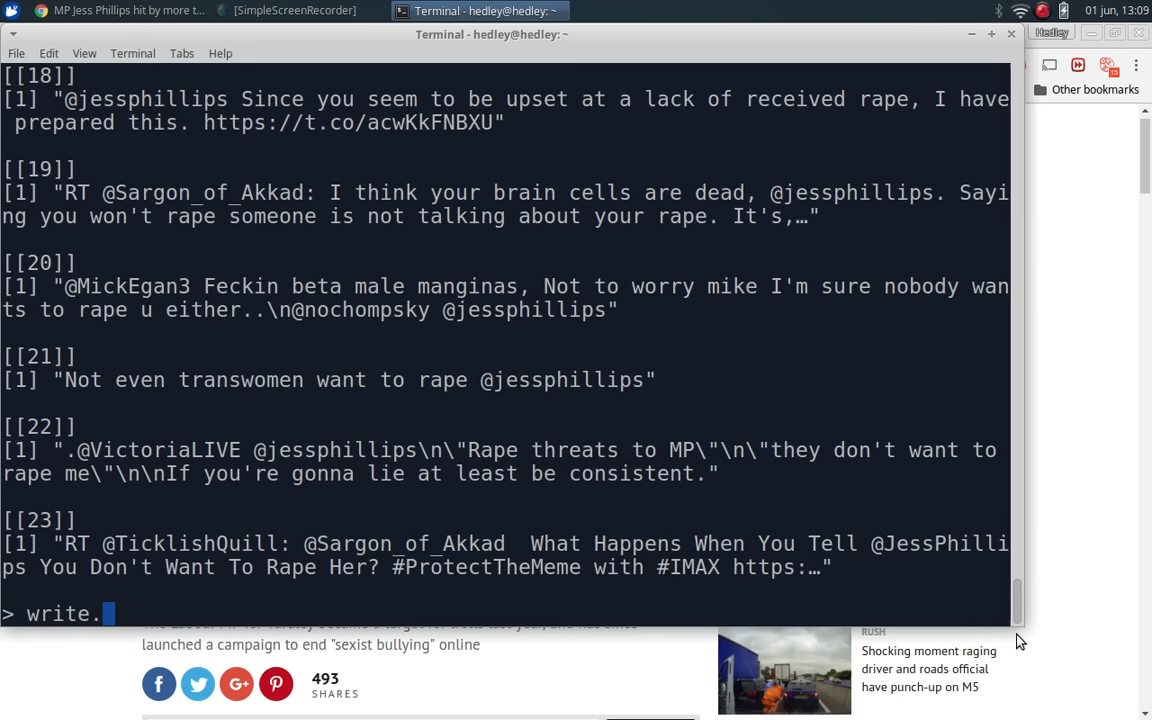 MP Jess Phillips hit by more t...
[SimpleScreenRecorder]
Terminal - hedley@hedley: ~
01 jun, 13:09
Terminal - hedley@hedley: ~
Hedley
File Edit View Terminal Tabs Help
15
Other bookmarks
[[18]]
[1] "@jessphillips Since you seem to be upset at a lack of received rape, I have
 prepared this. https://t.co/acwKkFNBXU"
[[19]]
[1] "RT @Sargon_of_Akkad: I think your brain cells are dead, @jessphillips. Sayi
ng you won't rape someone is not talking about your rape. It's,…"
[[20]]
[1] "@MickEgan3 Feckin beta male manginas, Not to worry mike I'm sure nobody wan
ts to rape u either..\n@nochompsky @jessphillips"
[[21]]
[1] "Not even transwomen want to rape @jessphillips"
[[22]]
[1] ".@VictoriaLIVE @jessphillips\n\"Rape threats to MP\"\n\"they don't want to
rape me\"\n\nIf you're gonna lie at least be consistent."
[[23]]
[1] "RT @TicklishQuill: @Sargon_of_Akkad  What Happens When You Tell @JessPhilli
ps You Don't Want To Rape Her? #ProtectTheMeme with #IMAX https:…"
> write.
launched a campaign to end "sexist bullying" online
493
SHARES
RUSH
Shocking moment raging
driver and roads official
have punch-up on M5